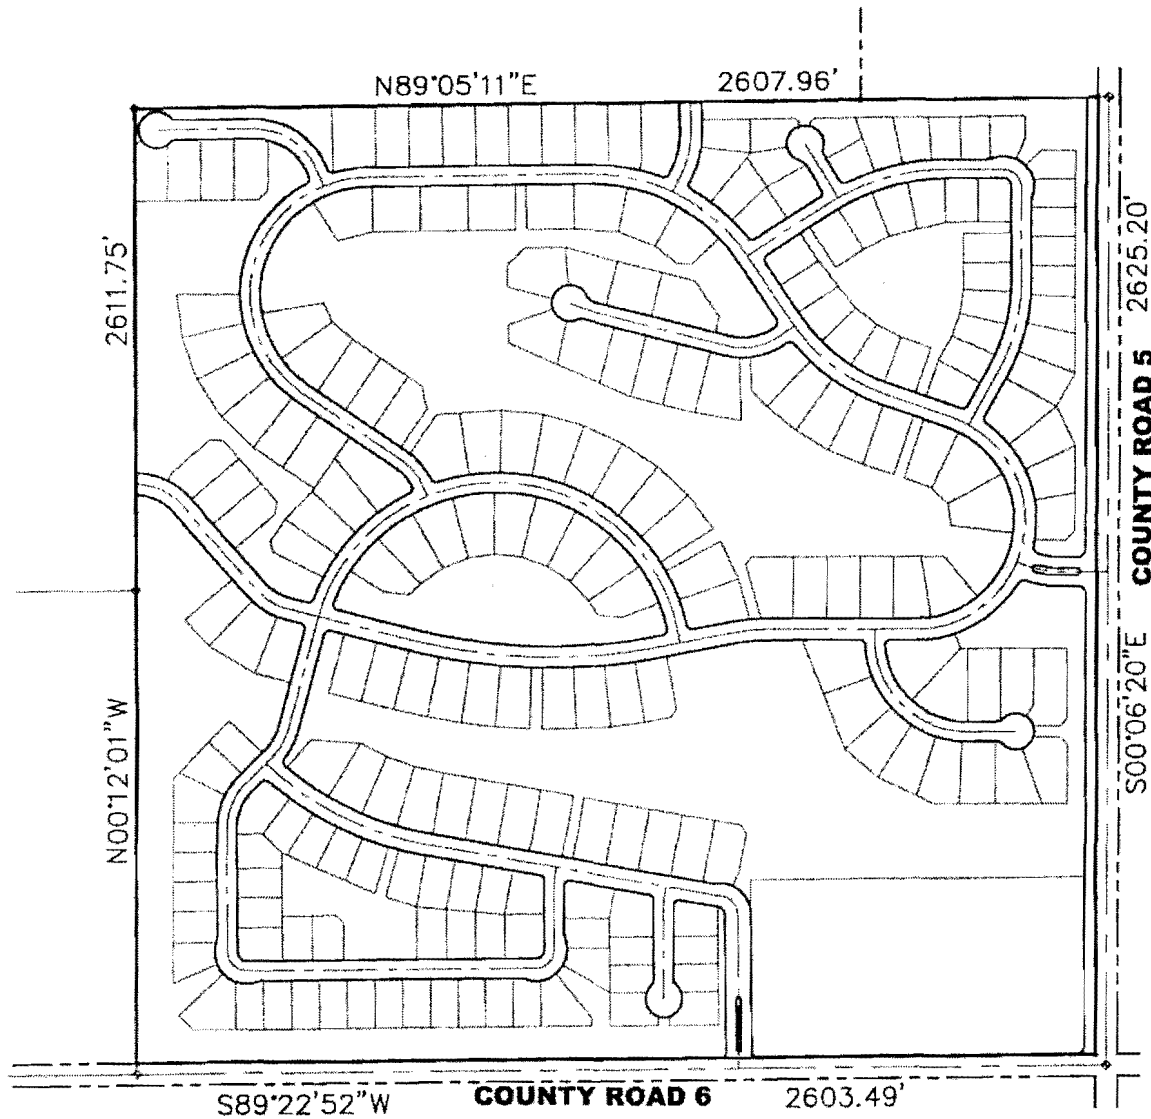 N89°05'11"E 2607.96'
2611.75'
2625.20'
COUNTY ROAD 5
S00°06'20"E
N00°12'01"W
S89°22'52"W COUNTY ROAD 6 2603.49'